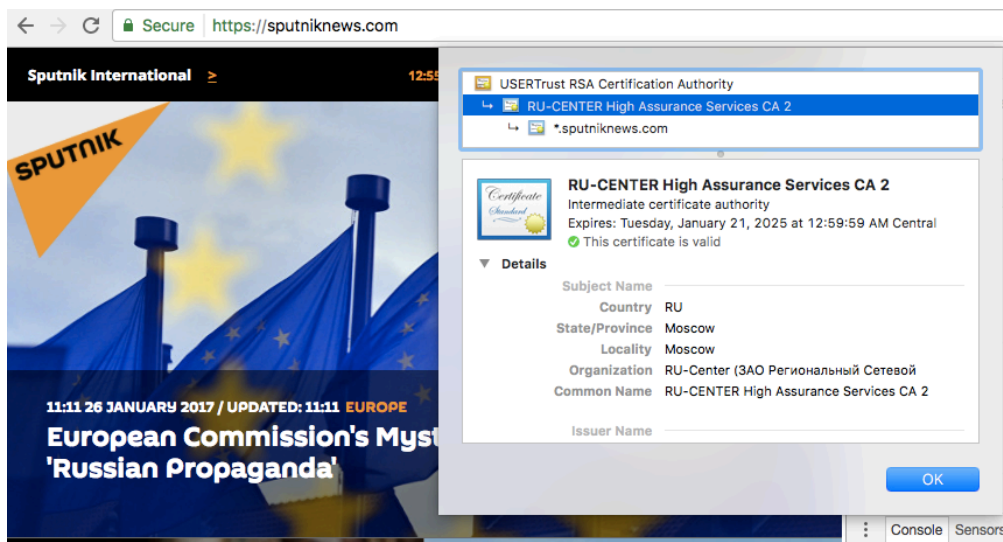 Secure https://sputniknews.com
Sputnik International >
12:55
SPUTNIK
11:11 26 JANUARY 2017 / UPDATED: 11:11 EUROPE
European Commission's Myst
'Russian Propaganda'
USERTrust RSA Certification Authority
↳ RU-CENTER High Assurance Services CA 2
↳ *.sputniknews.com
Certificate
Standard
RU-CENTER High Assurance Services CA 2
Intermediate certificate authority
Expires: Tuesday, January 21, 2025 at 12:59:59 AM Central
This certificate is valid
▼ Details
Subject Name
Country RU
State/Province Moscow
Locality Moscow
Organization RU-Center (ЗАО Региональный Сетевой
Common Name RU-CENTER High Assurance Services CA 2
Issuer Name
OK
Console Sensors